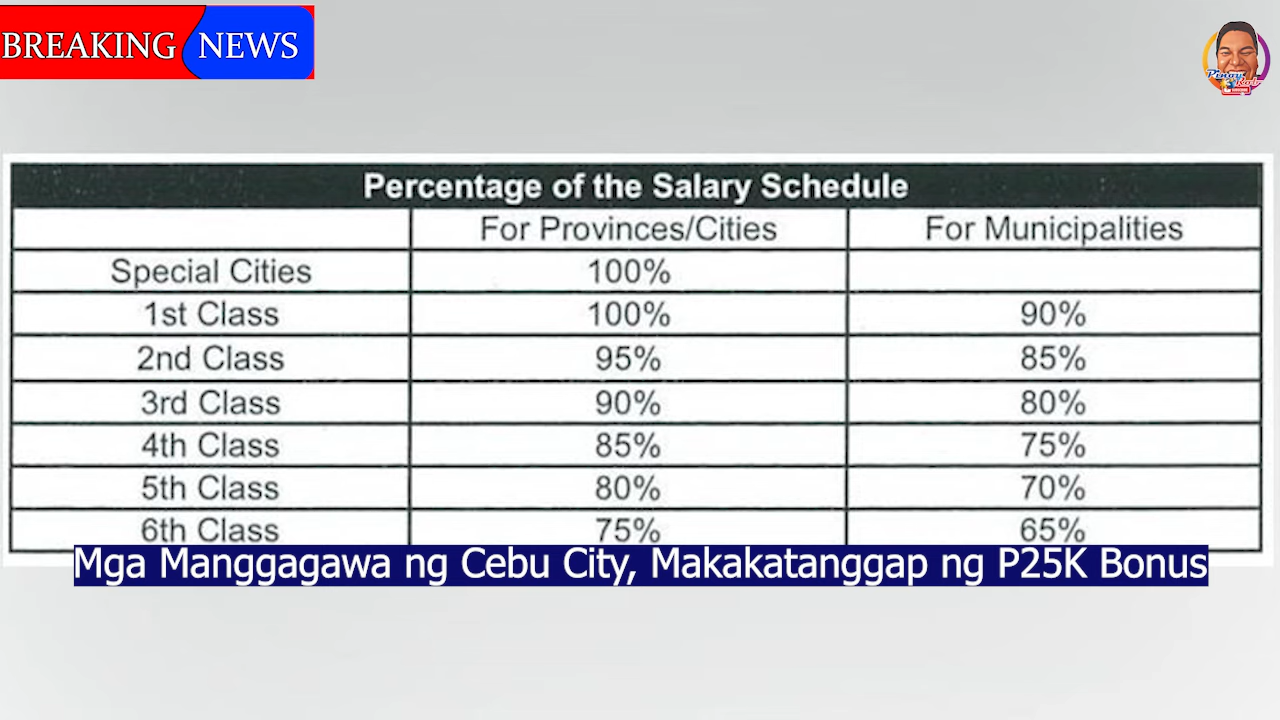 BREAKING NEWS
Pinoy
Percentage of the Salary Schedule
For Provinces/Cities For Municipalities
Special Cities 100%
1st Class 100% 90%
2nd Class 95% 85%
3rd Class 90% 80%
4th Class 85% 75%
5th Class 80% 70%
6th Class 75% 65%
Mga Manggagawa ng Cebu City, Makakatanggap ng P25K Bonus